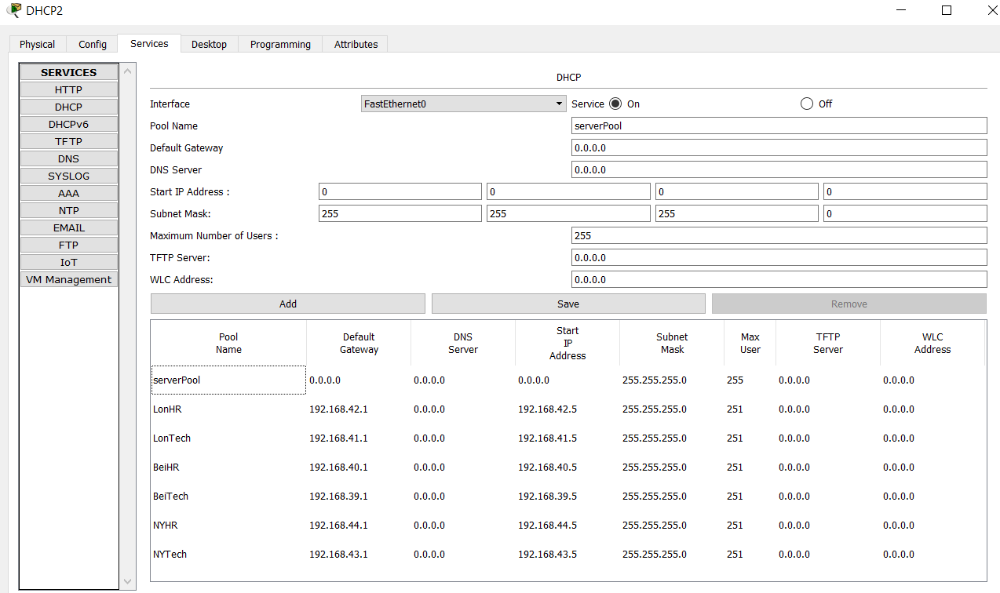 DHCP2
Physical Config Services Desktop Programming Attributes
SERVICES
HTTP
DHCP
DHCPv6
TFTP
DNS
SYSLOG
AAA
NTP
EMAIL
FTP
IoT
VM Management
DHCP
Interface FastEthernet0 Service On Off
Pool Name serverPool
Default Gateway 0.0.0.0
DNS Server 0.0.0.0
Start IP Address : 0 0 0 0
Subnet Mask: 255 255 255 0
Maximum Number of Users : 255
TFTP Server: 0.0.0.0
WLC Address: 0.0.0.0
Add Save Remove
Pool Name Default Gateway DNS Server Start IP Address Subnet Mask Max User TFTP Server WLC Address
serverPool 0.0.0.0 0.0.0.0 0.0.0.0 255.255.255.0 255 0.0.0.0 0.0.0.0
LonHR 192.168.42.1 0.0.0.0 192.168.42.5 255.255.255.0 251 0.0.0.0 0.0.0.0
LonTech 192.168.41.1 0.0.0.0 192.168.41.5 255.255.255.0 251 0.0.0.0 0.0.0.0
BeiHR 192.168.40.1 0.0.0.0 192.168.40.5 255.255.255.0 251 0.0.0.0 0.0.0.0
BeiTech 192.168.39.1 0.0.0.0 192.168.39.5 255.255.255.0 251 0.0.0.0 0.0.0.0
NYHR 192.168.44.1 0.0.0.0 192.168.44.5 255.255.255.0 251 0.0.0.0 0.0.0.0
NYTech 192.168.43.1 0.0.0.0 192.168.43.5 255.255.255.0 251 0.0.0.0 0.0.0.0